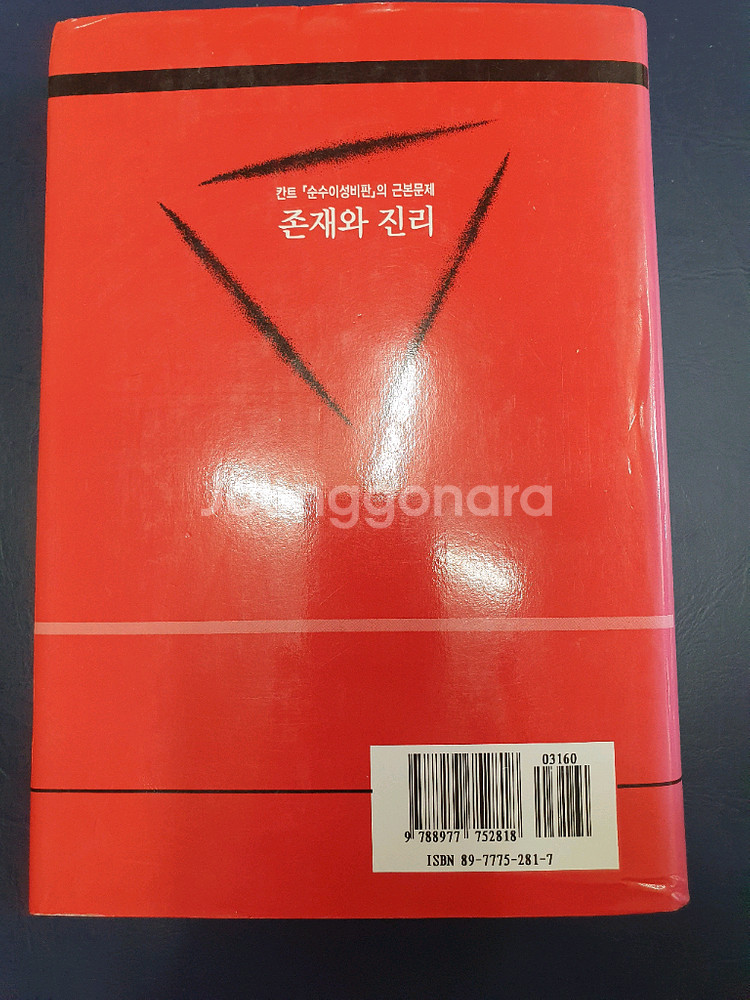 칸트 『순수이성비판』의 근본문제
존재와 진리
joonggonara
03160
9 788977 752818
ISBN 89-7775-281-7